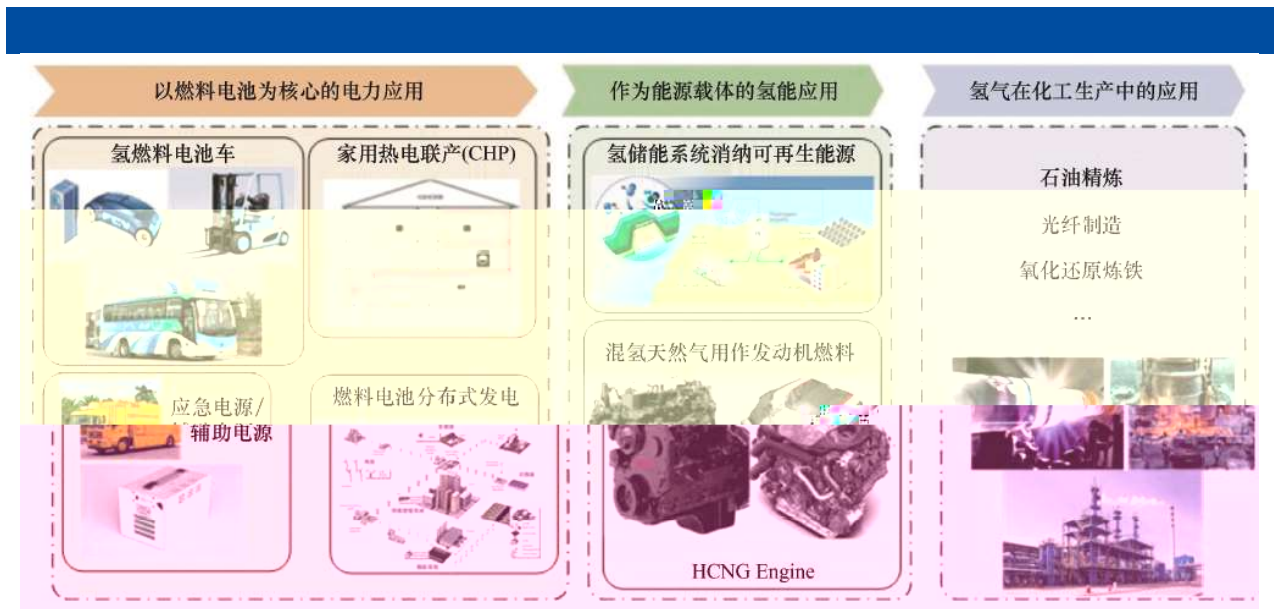 以燃料电池为核心的电力应用
作为能源载体的氢能应用
氢气在化工生产中的应用
氢燃料电池车
家用热电联产(CHP)
氢储能系统消纳可再生能源
石油精炼
光纤制造
氧化还原炼铁
…
混氢天然气用作发动机燃料
应急电源/
辅助电源
燃料电池分布式发电
HCNG Engine